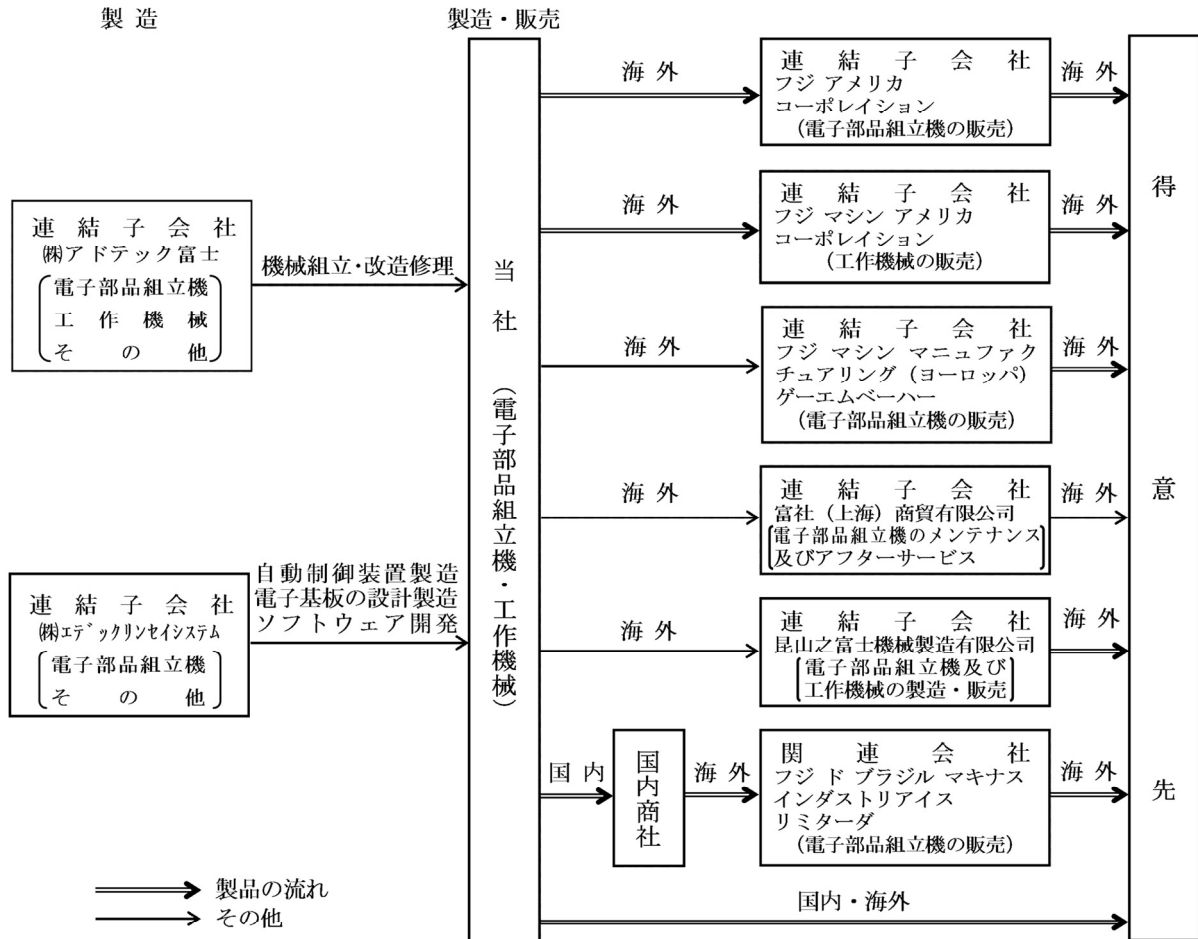 製造
製造・販売
連結子会社
㈱アドテック富士
電子部品組立機
工作機械
その他
機械組立・改造修理
連結子会社
㈱エデックリンセイシステム
電子部品組立機
その他
自動制御装置製造
電子基板の設計製造
ソフトウェア開発
当社(電子部品組立機・工作機械)
海外
連結子会社
フジ アメリカ
コーポレイション
(電子部品組立機の販売)
海外
海外
連結子会社
フジ マシン アメリカ
コーポレイション
(工作機械の販売)
海外
海外
連結子会社
フジ マシン マニュファク
チュアリング(ヨーロッパ)
ゲーエムベーハー
(電子部品組立機の販売)
海外
海外
連結子会社
富社(上海)商貿有限公司
電子部品組立機のメンテナンス
及びアフターサービス
海外
海外
連結子会社
昆山之富士機械製造有限公司
電子部品組立機及び
工作機械の製造・販売
海外
国内
国内商社
海外
関連会社
フジ ド ブラジル マキナス
インダストリアイス
リミターダ
(電子部品組立機の販売)
海外
国内・海外
得意先
製品の流れ
その他